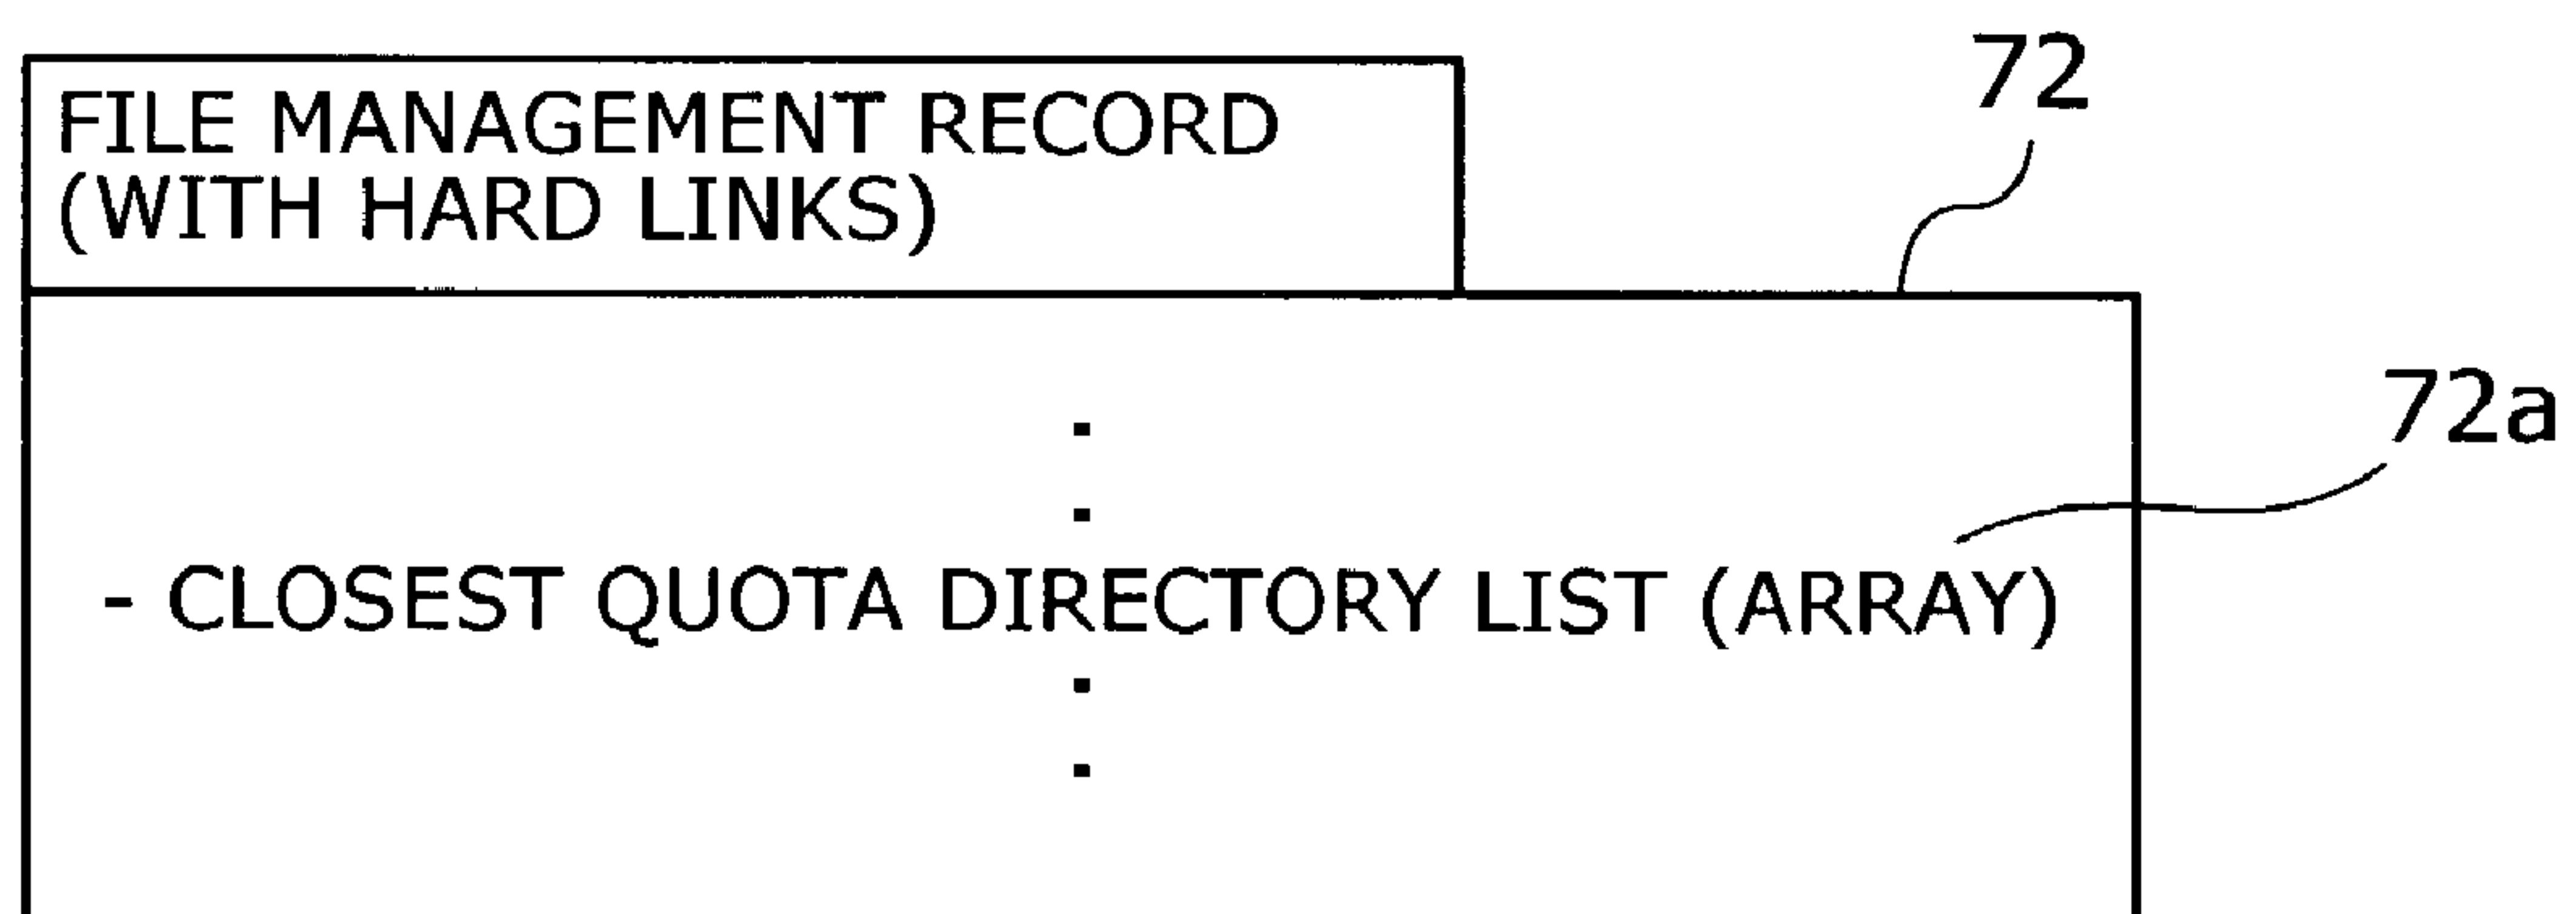 72
FILE MANAGEMENT RECORD
(WITH HARD LINKS)
72a
- CLOSEST QUOTA DIRECTORY LIST (ARRAY)